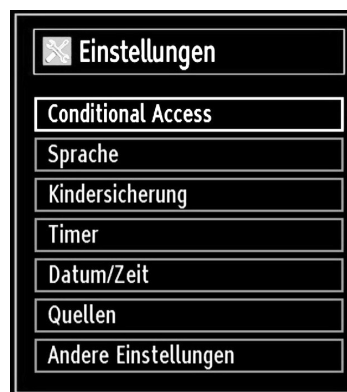 Einstellungen
Conditional Access
Sprache
Kindersicherung
Timer
Datum/Zeit
Quellen
Andere Einstellungen